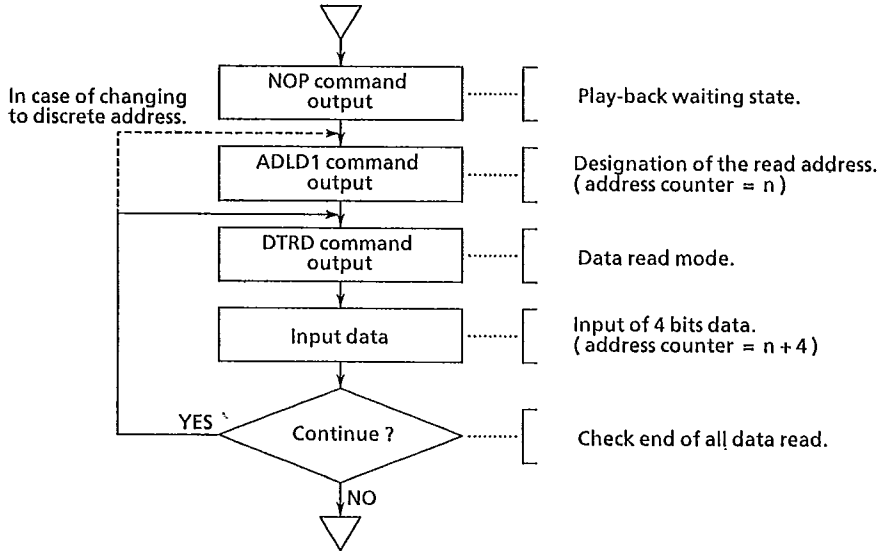 NOP command
output
Play-back waiting state.
In case of changing
to discrete address.
ADLD1 command
output
Designation of the read address.
( address counter = n )
DTRD command
output
Data read mode.
Input data
Input of 4 bits data.
( address counter = n + 4 )
YES
Continue ?
Check end of all data read.
NO